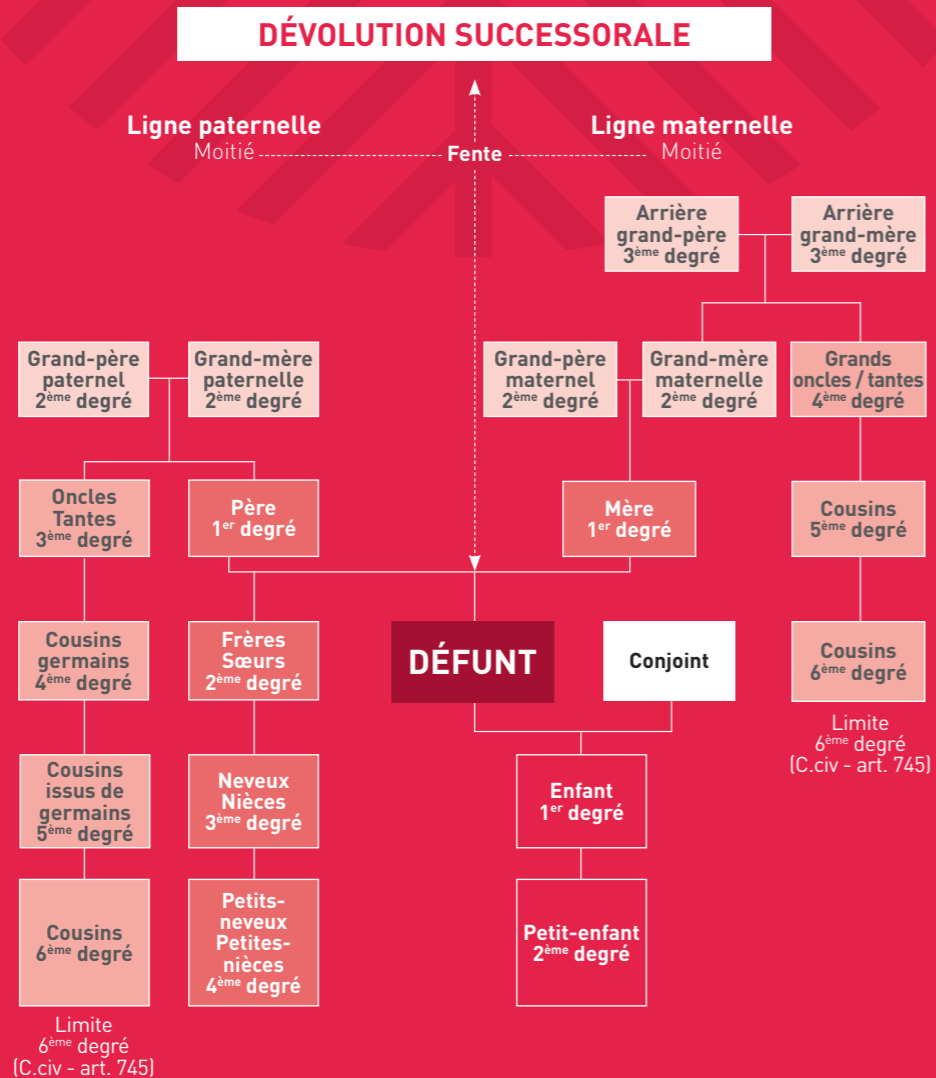 DÉVOLUTION SUCCESSORALE
Ligne paternelle
Moitié
Fente
Ligne maternelle
Moitié
Arrière
grand-père
3ème degré
Arrière
grand-mère
3ème degré
Grand-père
paternel
2ème degré
Grand-mère
paternelle
2ème degré
Grand-père
maternel
2ème degré
Grand-mère
maternelle
2ème degré
Grands
oncles / tantes
4ème degré
Oncles
Tantes
3ème degré
Père
1er degré
Mère
1er degré
Cousins
5ème degré
Cousins
germains
4ème degré
Frères
Sœurs
2ème degré
DÉFUNT
Conjoint
Cousins
6ème degré
Limite
6ème degré
(C.civ - art. 745)
Cousins
issus de
germains
5ème degré
Neveux
Nièces
3ème degré
Enfant
1er degré
Cousins
6ème degré
Petits-
neveux
Petites-
nièces
4ème degré
Petit-enfant
2ème degré
Limite
6ème degré
(C.civ - art. 745)